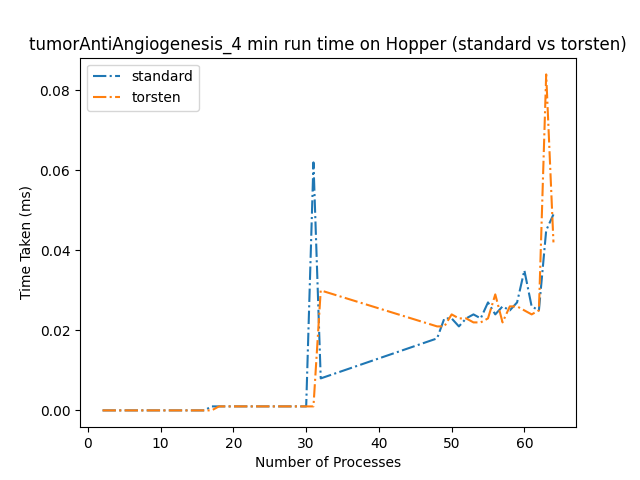 tumorAntiAngiogenesis_4 min run time on Hopper (standard vs torsten)
standard
torsten
Time Taken (ms)
0.08
0.06
0.04
0.02
0.00
0 10 20 30 40 50 60
Number of Processes